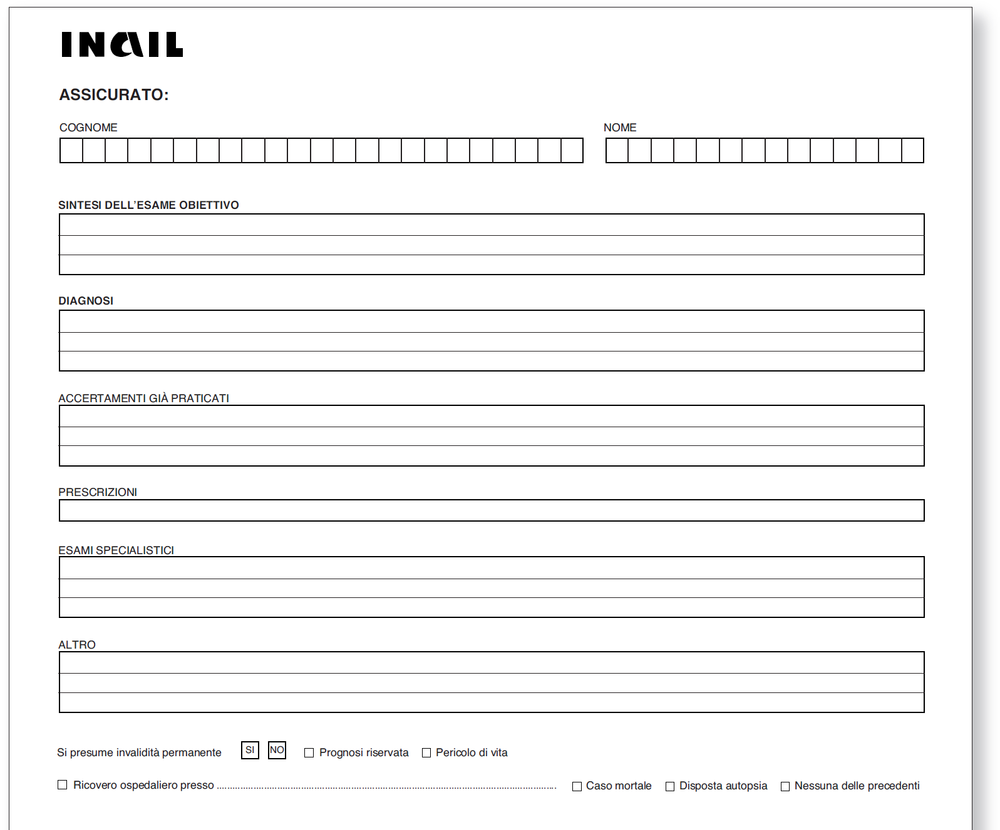 INAIL
ASSICURATO:
COGNOME NOME
SINTESI DELL’ESAME OBIETTIVO
DIAGNOSI
ACCERTAMENTI GIÀ PRATICATI
PRESCRIZIONI
ESAMI SPECIALISTICI
ALTRO
Si presume invalidità permanente SI NO Prognosi riservata Pericolo di vita
Ricovero ospedaliero presso ........................................................................................................................ Caso mortale Disposta autopsia Nessuna delle precedenti